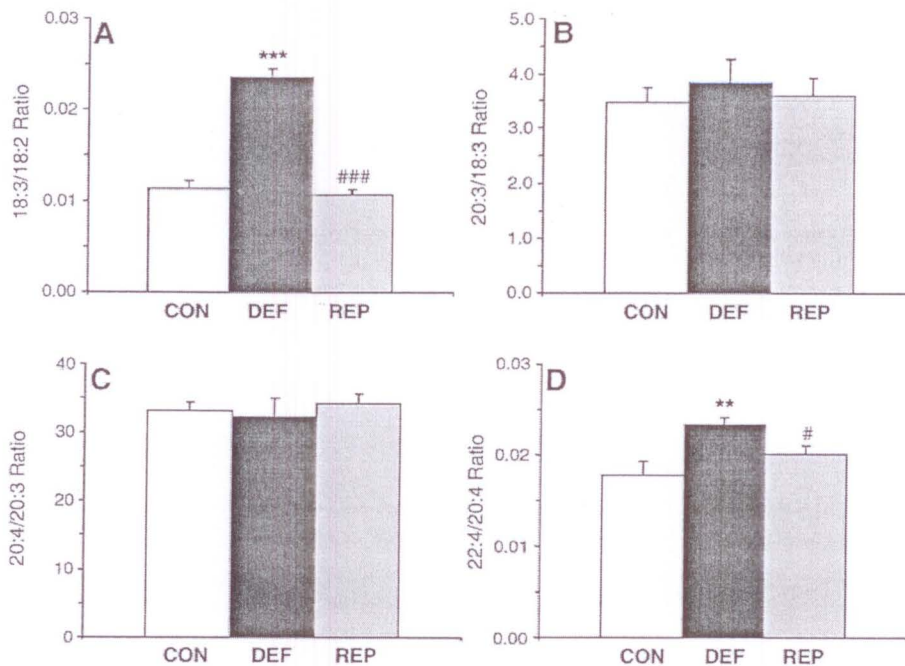 A
18:3/18:2 Ratio
0.03
0.02
0.01
0.00
***
###
CON DEF REP
B
20:3/18:3 Ratio
5.0
4.0
3.0
2.0
1.0
0.0
CON DEF REP
C
20:4/20:3 Ratio
40
30
20
10
0
CON DEF REP
D
22:4/20:4 Ratio
0.03
0.02
0.01
0.00
**
#
CON DEF REP